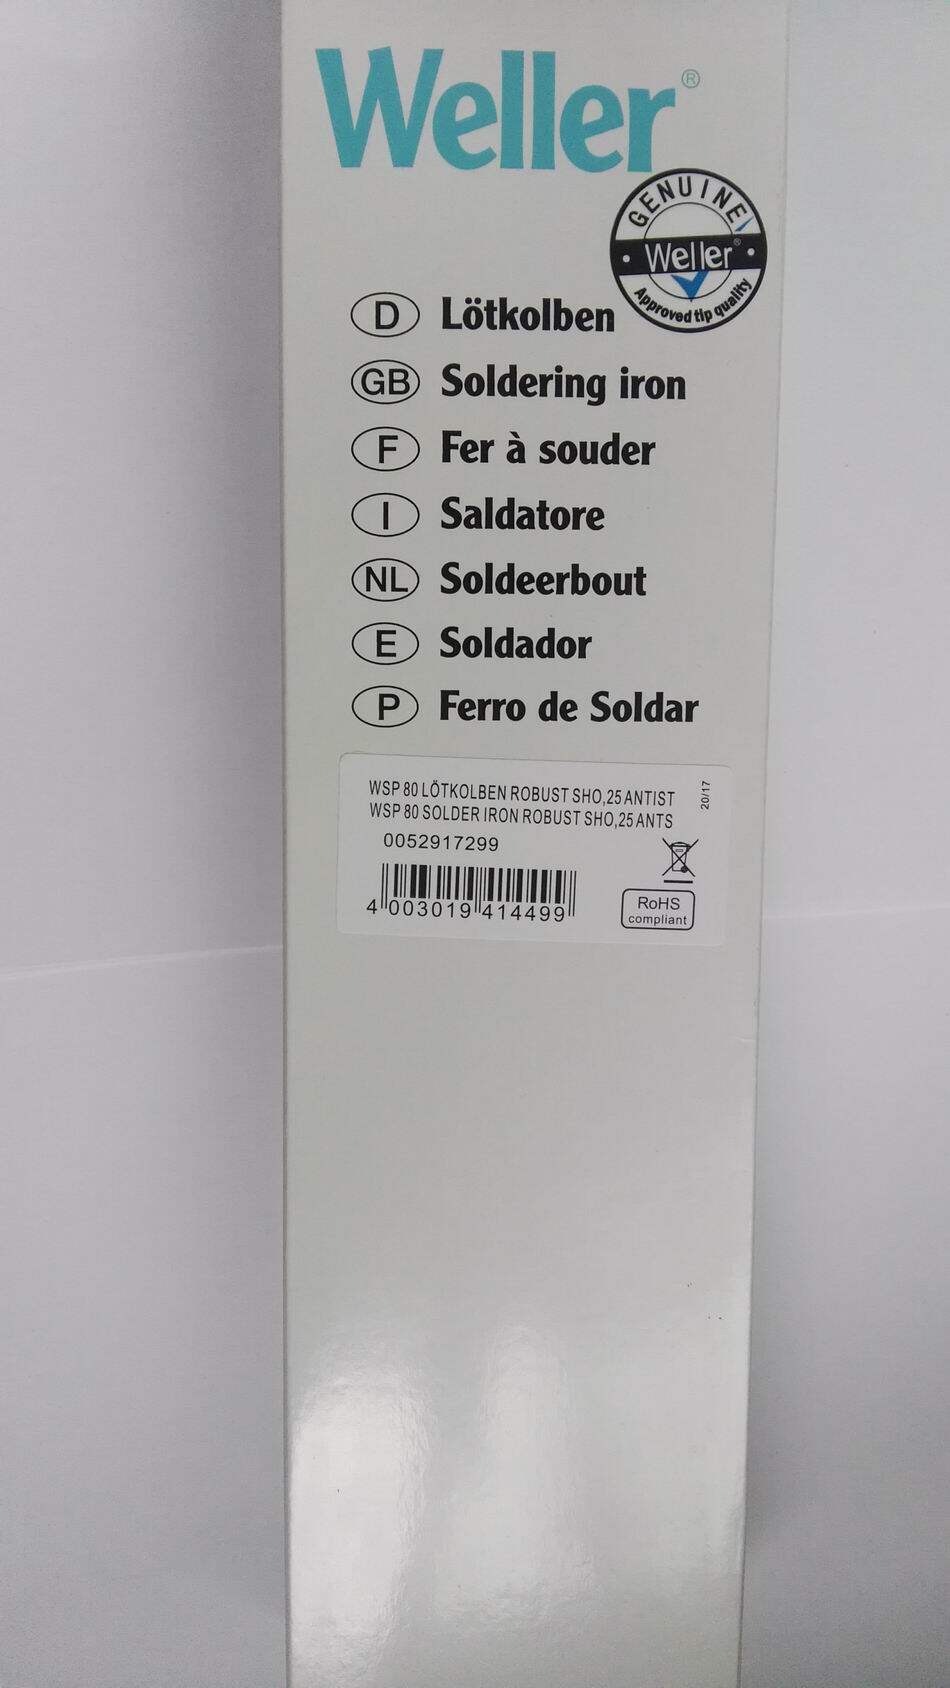 Weller®
GENUINE
Weller®
Approved tip quality
D Lötkolben
GB Soldering iron
F Fer à souder
I Saldatore
NL Soldeerbout
E Soldador
P Ferro de Soldar
WSP 80 LÖTKOLBEN ROBUST SHO,25 ANTIST
WSP 80 SOLDER IRON ROBUST SHO,25 ANTS
20/17
0052917299
4 003019 414499
RoHS
compliant